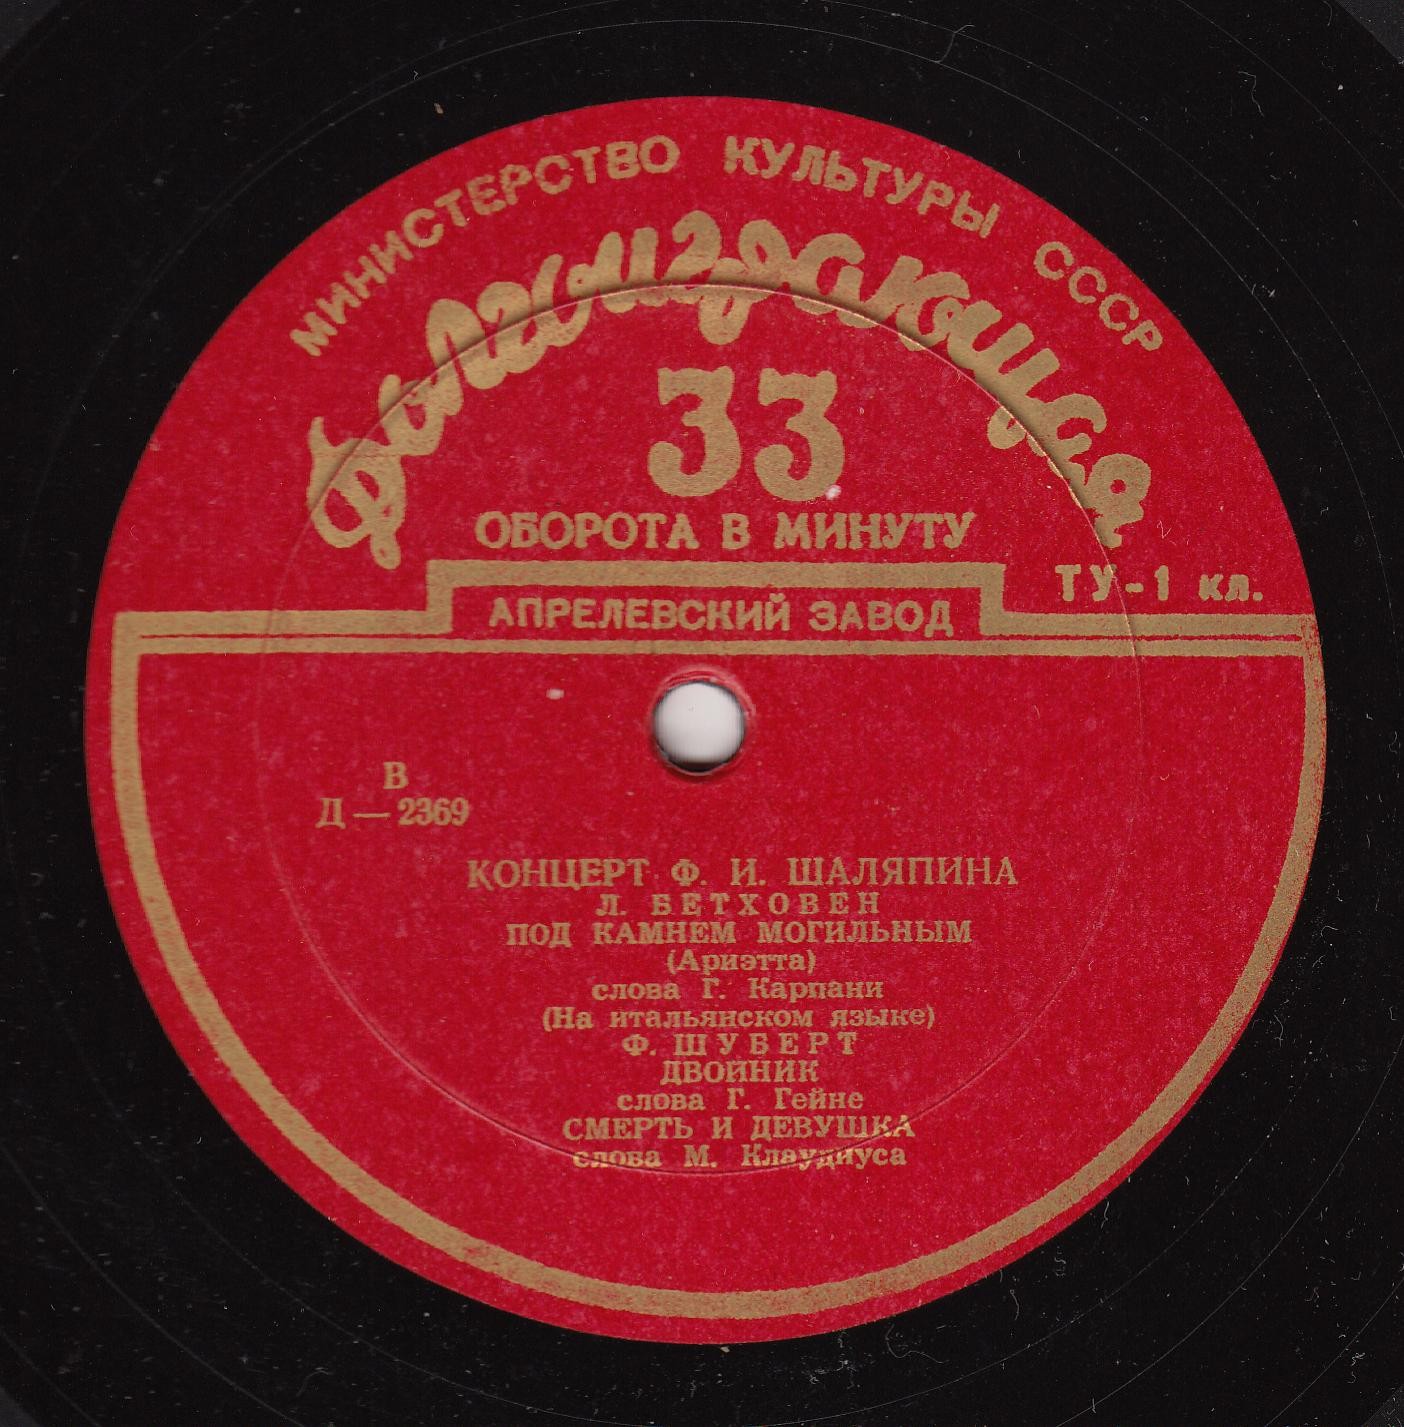 МИНИСТЕРСТВО КУЛЬТУРЫ СССР
Долгоиграющая
33
ОБОРОТА В МИНУТУ
ТУ-1 кл.
АПРЕЛЕВСКИЙ ЗАВОД
В
Д — 2369
КОНЦЕРТ Ф. И. ШАЛЯПИНА
Л. БЕТХОВЕН
ПОД КАМНЕМ МОГИЛЬНЫМ
(Ариэтта)
слова Г. Карпани
(На итальянском языке)
Ф. ШУБЕРТ
ДВОЙНИК
слова Г. Гейне
СМЕРТЬ И ДЕВУШКА
слова М. Клаудиуса